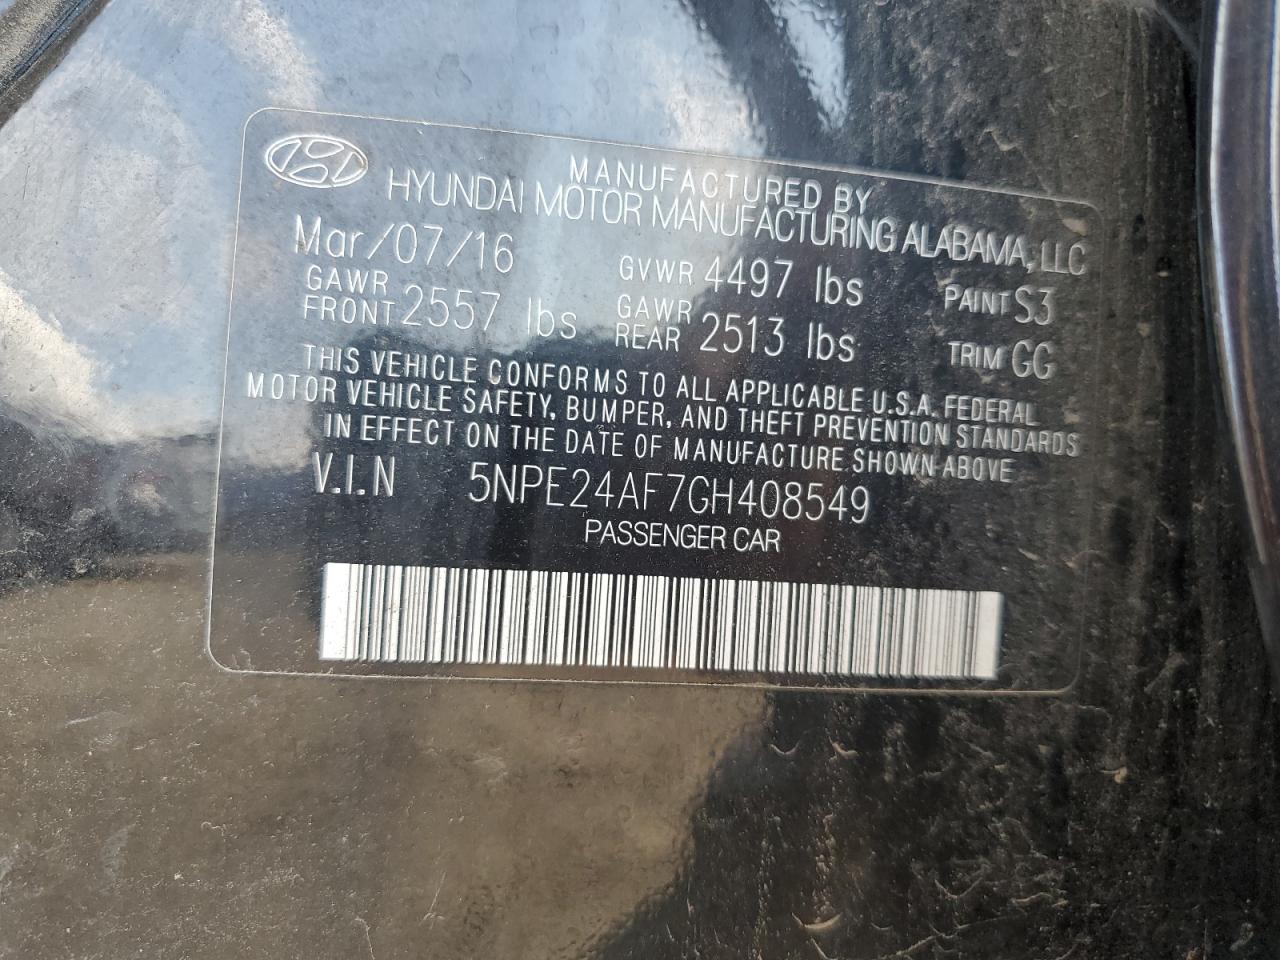 MANUFACTURED BY
HYUNDAI MOTOR MANUFACTURING ALABAMA, LLC
Mar/07/16 GVWR 4497 lbs PAINT S3
GAWR FRONT 2557 lbs GAWR REAR 2513 lbs TRIM GG
THIS VEHICLE CONFORMS TO ALL APPLICABLE U.S.A. FEDERAL
MOTOR VEHICLE SAFETY, BUMPER, AND THEFT PREVENTION STANDARDS
IN EFFECT ON THE DATE OF MANUFACTURE SHOWN ABOVE
V.I.N 5NPE24AF7GH408549
PASSENGER CAR